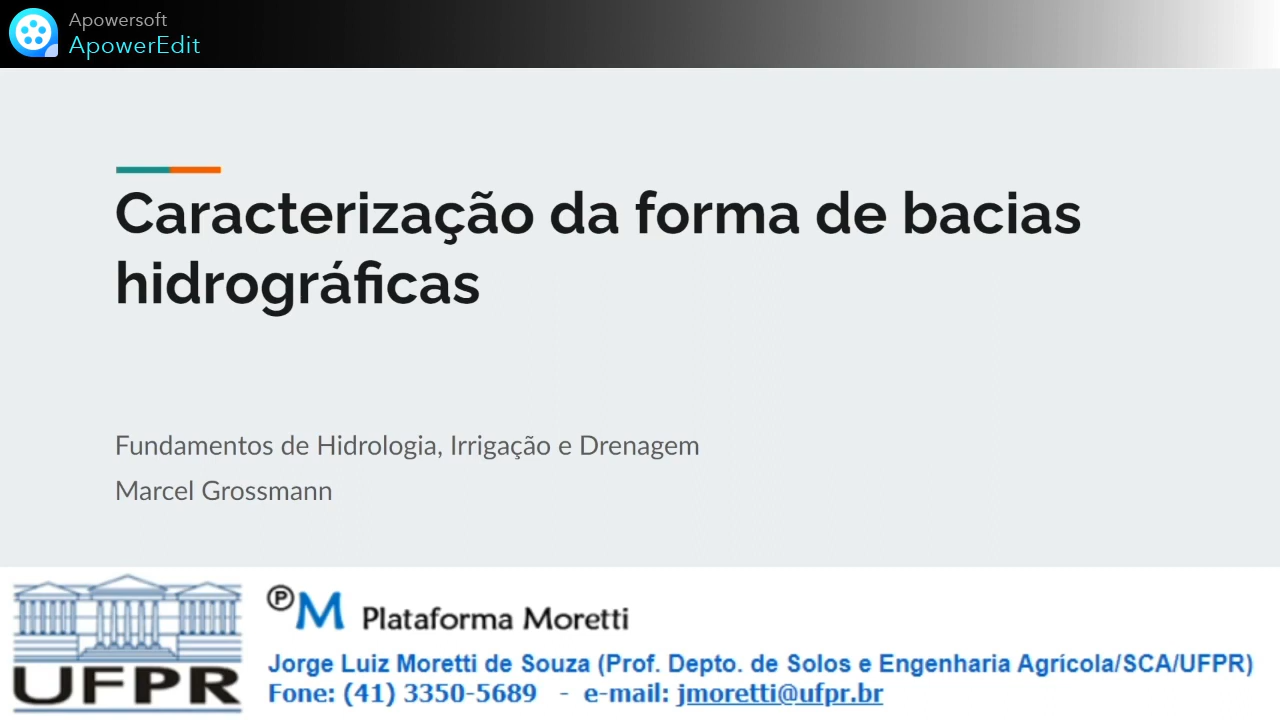 Apowersoft
ApowerEdit
Caracterização da forma de bacias
hidrográficas
Fundamentos de Hidrologia, Irrigação e Drenagem
Marcel Grossmann
UFPR
℗M Plataforma Moretti
Jorge Luiz Moretti de Souza (Prof. Depto. de Solos e Engenharia Agrícola/SCA/UFPR)
Fone: (41) 3350-5689 - e-mail: jmoretti@ufpr.br